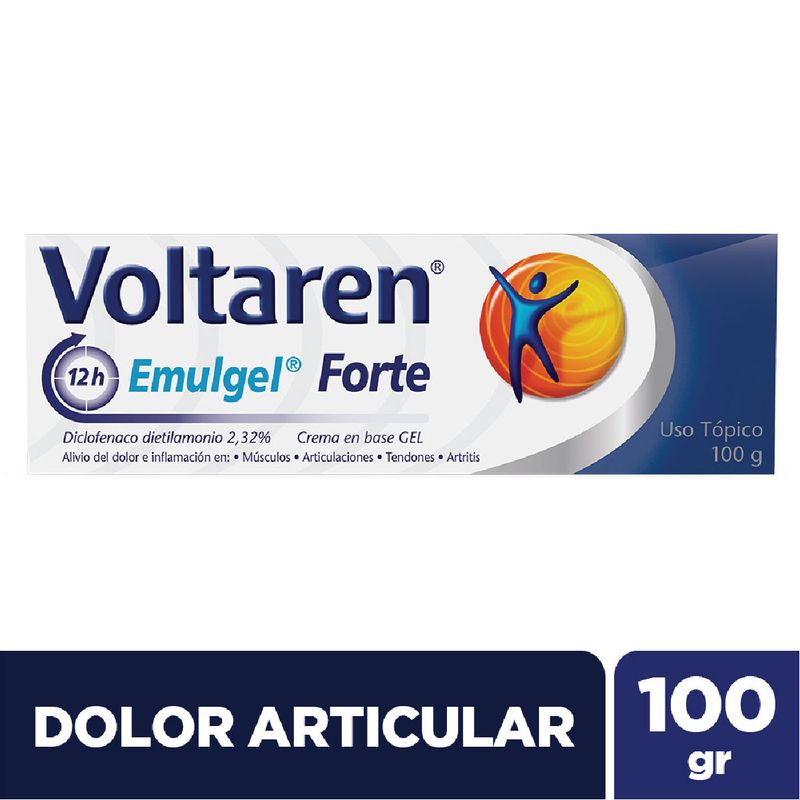 Voltaren®
12h Emulgel® Forte
Diclofenaco dietilamonio 2,32% Crema en base GEL
Alivio del dolor e inflamación en: • Músculos • Articulaciones • Tendones • Artritis
Uso Tópico
100 g
DOLOR ARTICULAR
100
gr